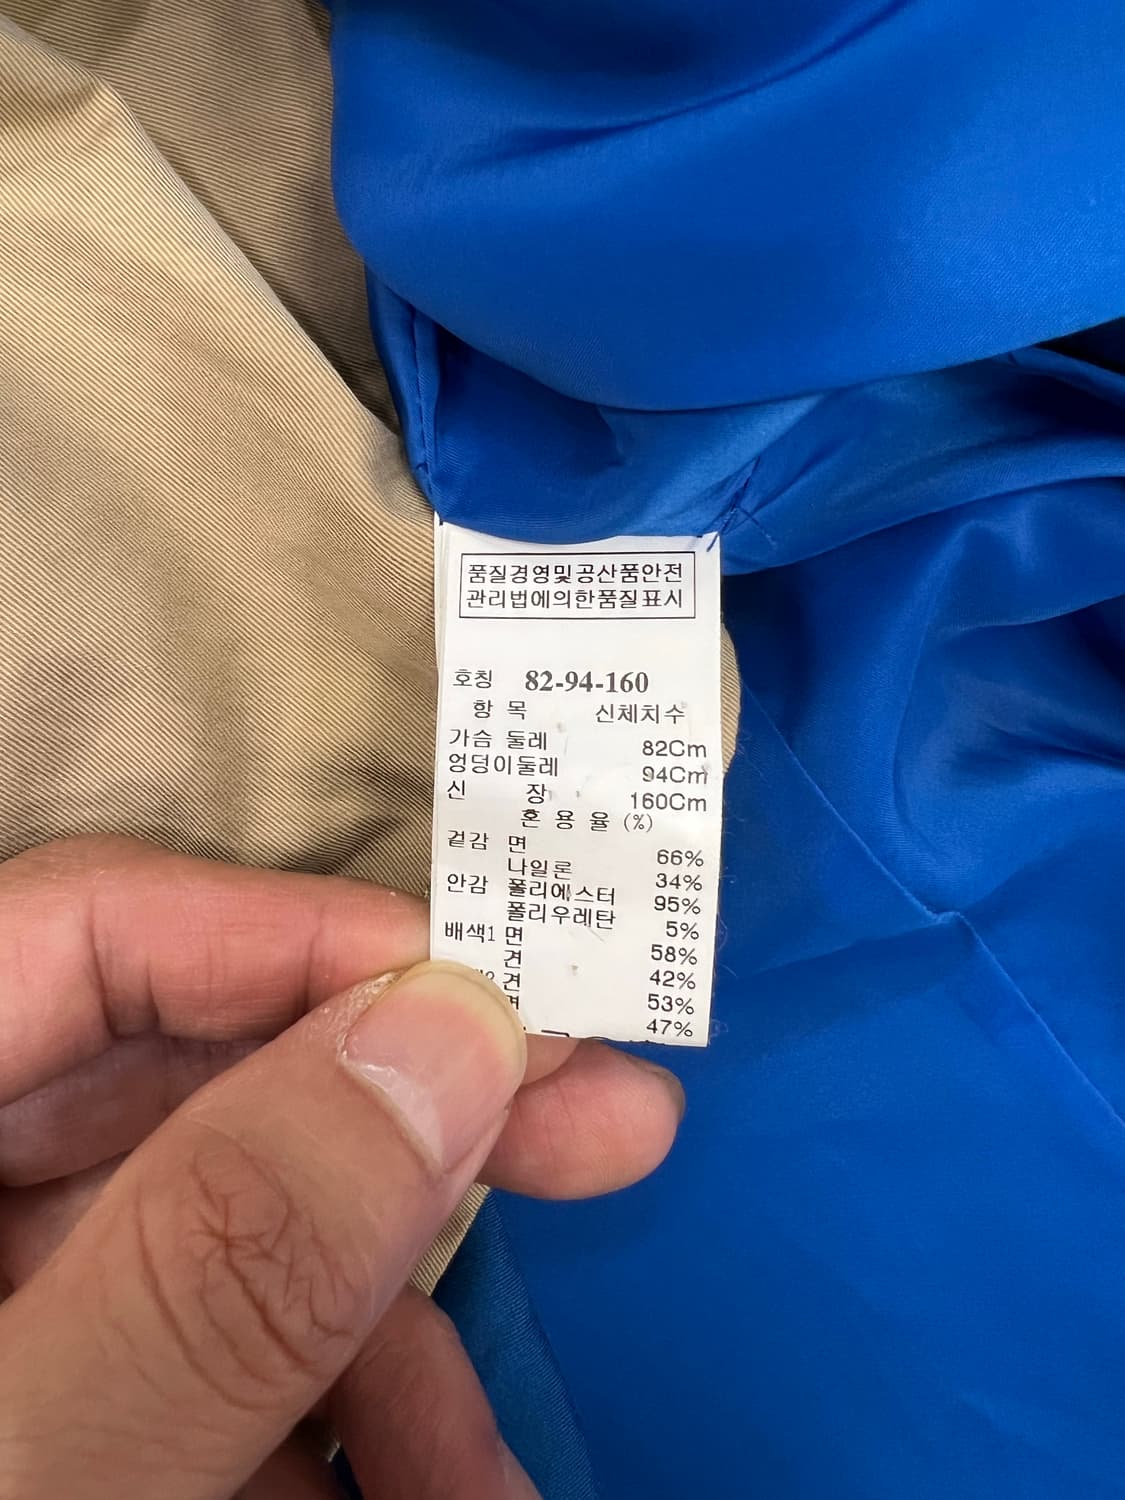 품질경영및공산품안전
관리법에의한품질표시
호칭 82-94-160
항 목 신체치수
가슴 둘레 82Cm
엉덩이둘레 94Cm
신 장 160Cm
혼 용 율 (%)
겉감 면 66%
나일론 34%
안감 폴리에스터 95%
폴리우레탄 5%
배색1 면 58%
견 42%
견 53%
면 47%